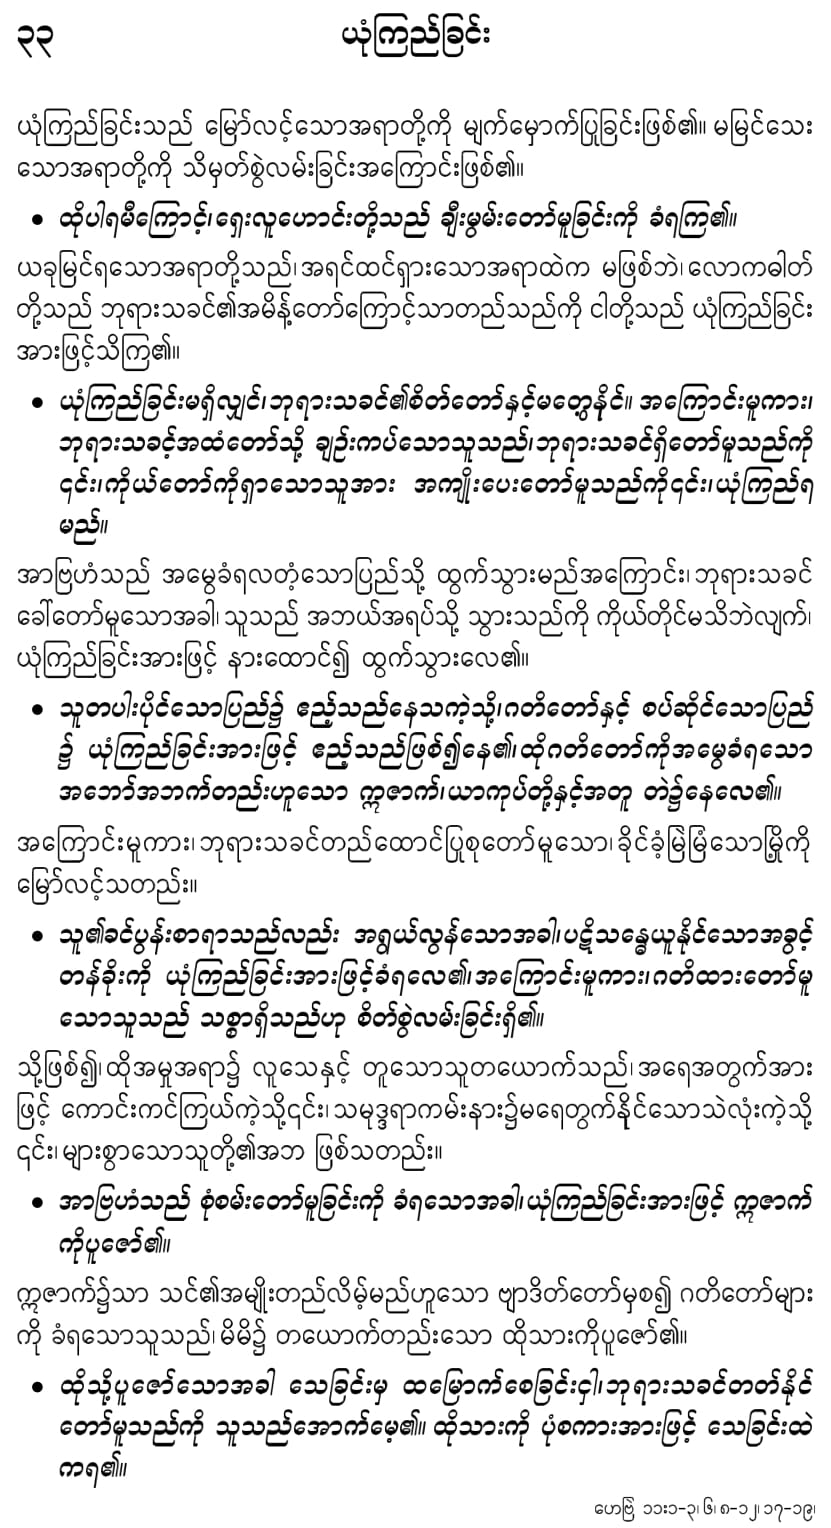 ၃၃ ယုံကြည်ခြင်း
ယုံကြည်ခြင်းသည် မြော်လင့်သောအရာတို့ကို မျက်မှောက်ပြုခြင်းဖြစ်၏။ မမြင်သေး
သောအရာတို့ကို သိမှတ်စွဲလမ်းခြင်းအကြောင်းဖြစ်၏။
• ထိုပါရမီကြောင့်၊ ရှေးလူဟောင်းတို့သည် ချီးမွမ်းတော်မူခြင်းကို ခံရကြ၏။
ယခုမြင်ရသောအရာတို့သည်၊ အရင်ထင်ရှားသောအရာထဲက မဖြစ်ဘဲ၊ လောကဓါတ်
တို့သည် ဘုရားသခင်၏အမိန့်တော်ကြောင့်သာတည်သည်ကို ငါတို့သည် ယုံကြည်ခြင်း
အားဖြင့်သိကြ၏။
• ယုံကြည်ခြင်းမရှိလျှင်၊ ဘုရားသခင်၏စိတ်တော်နှင့်မတွေ့နိုင်။ အကြောင်းမူကား၊
ဘုရားသခင့်အထံတော်သို့ ချဉ်းကပ်သောသူသည်၊ ဘုရားသခင်ရှိတော်မူသည်ကို
၎င်း၊ ကိုယ်တော်ကိုရှာသောသူအား အကျိုးပေးတော်မူသည်ကို၎င်း၊ ယုံကြည်ရ
မည်။
အာဗြဟံသည် အမွေခံရလတံ့သောပြည်သို့ ထွက်သွားမည်အကြောင်း၊ ဘုရားသခင်
ခေါ်တော်မူသောအခါ၊ သူသည် အဘယ်အရပ်သို့ သွားသည်ကို ကိုယ်တိုင်မသိဘဲလျက်၊
ယုံကြည်ခြင်းအားဖြင့် နားထောင်၍ ထွက်သွားလေ၏။
• သူတပါးပိုင်သောပြည်၌ ဧည့်သည်နေသကဲ့သို့၊ ဂတိတော်နှင့် စပ်ဆိုင်သောပြည်
၌ ယုံကြည်ခြင်းအားဖြင့် ဧည့်သည်ဖြစ်၍နေ၏၊ ထိုဂတိတော်ကိုအမွေခံရသော
အဘော်အဘက်တည်းဟူသော ဣဇာက်၊ ယာကုပ်တို့နှင့်အတူ တဲ၌နေလေ၏။
အကြောင်းမူကား၊ ဘုရားသခင်တည်ထောင်ပြုစုတော်မူသော၊ ခိုင်ခံ့မြဲမြံသောမြို့ကို
မြော်လင့်သတည်း။
• သူ၏ခင်ပွန်းစာရာသည်လည်း အရွယ်လွန်သောအခါ၊ ပဋိသန္ဓေယူနိုင်သောအခွင့်
တန်ခိုးကို ယုံကြည်ခြင်းအားဖြင့်ခံရလေ၏၊ အကြောင်းမူကား၊ ဂတိထားတော်မူ
သောသူသည် သစ္စာရှိသည်ဟု စိတ်စွဲလမ်းခြင်းရှိ၏။
သို့ဖြစ်၍၊ ထိုအမှုအရာ၌ လူသေနှင့် တူသောသူတယောက်သည်၊ အရေအတွက်အား
ဖြင့် ကောင်းကင်ကြယ်ကဲ့သို့၎င်း၊ သမုဒ္ဒရာကမ်းနား၌မရေတွက်နိုင်သောသဲလုံးကဲ့သို့
၎င်း၊ များစွာသောသူတို့၏အဘ ဖြစ်သတည်း။
• အာဗြဟံသည် စုံစမ်းတော်မူခြင်းကို ခံရသောအခါ၊ ယုံကြည်ခြင်းအားဖြင့် ဣဇာက်
ကိုပူဇော်၏။
ဣဇာက်၌သာ သင်၏အမျိုးတည်လိမ့်မည်ဟူသော ဗျာဒိတ်တော်မှစ၍ ဂတိတော်များ
ကို ခံရသောသူသည်၊ မိမိ၌ တယောက်တည်းသော ထိုသားကိုပူဇော်၏။
• ထိုသို့ပူဇော်သောအခါ သေခြင်းမှ ထမြောက်စေခြင်းငှါ၊ ဘုရားသခင်တတ်နိုင်
တော်မူသည်ကို သူသည်အောက်မေ့၏။ ထိုသားကို ပုံစကားအားဖြင့် သေခြင်းထဲ
ကရ၏။
ဟေဗြဲ ၁၁း၁-၃၊ ၆၊ ၈-၁၂၊ ၁၇-၁၉၊